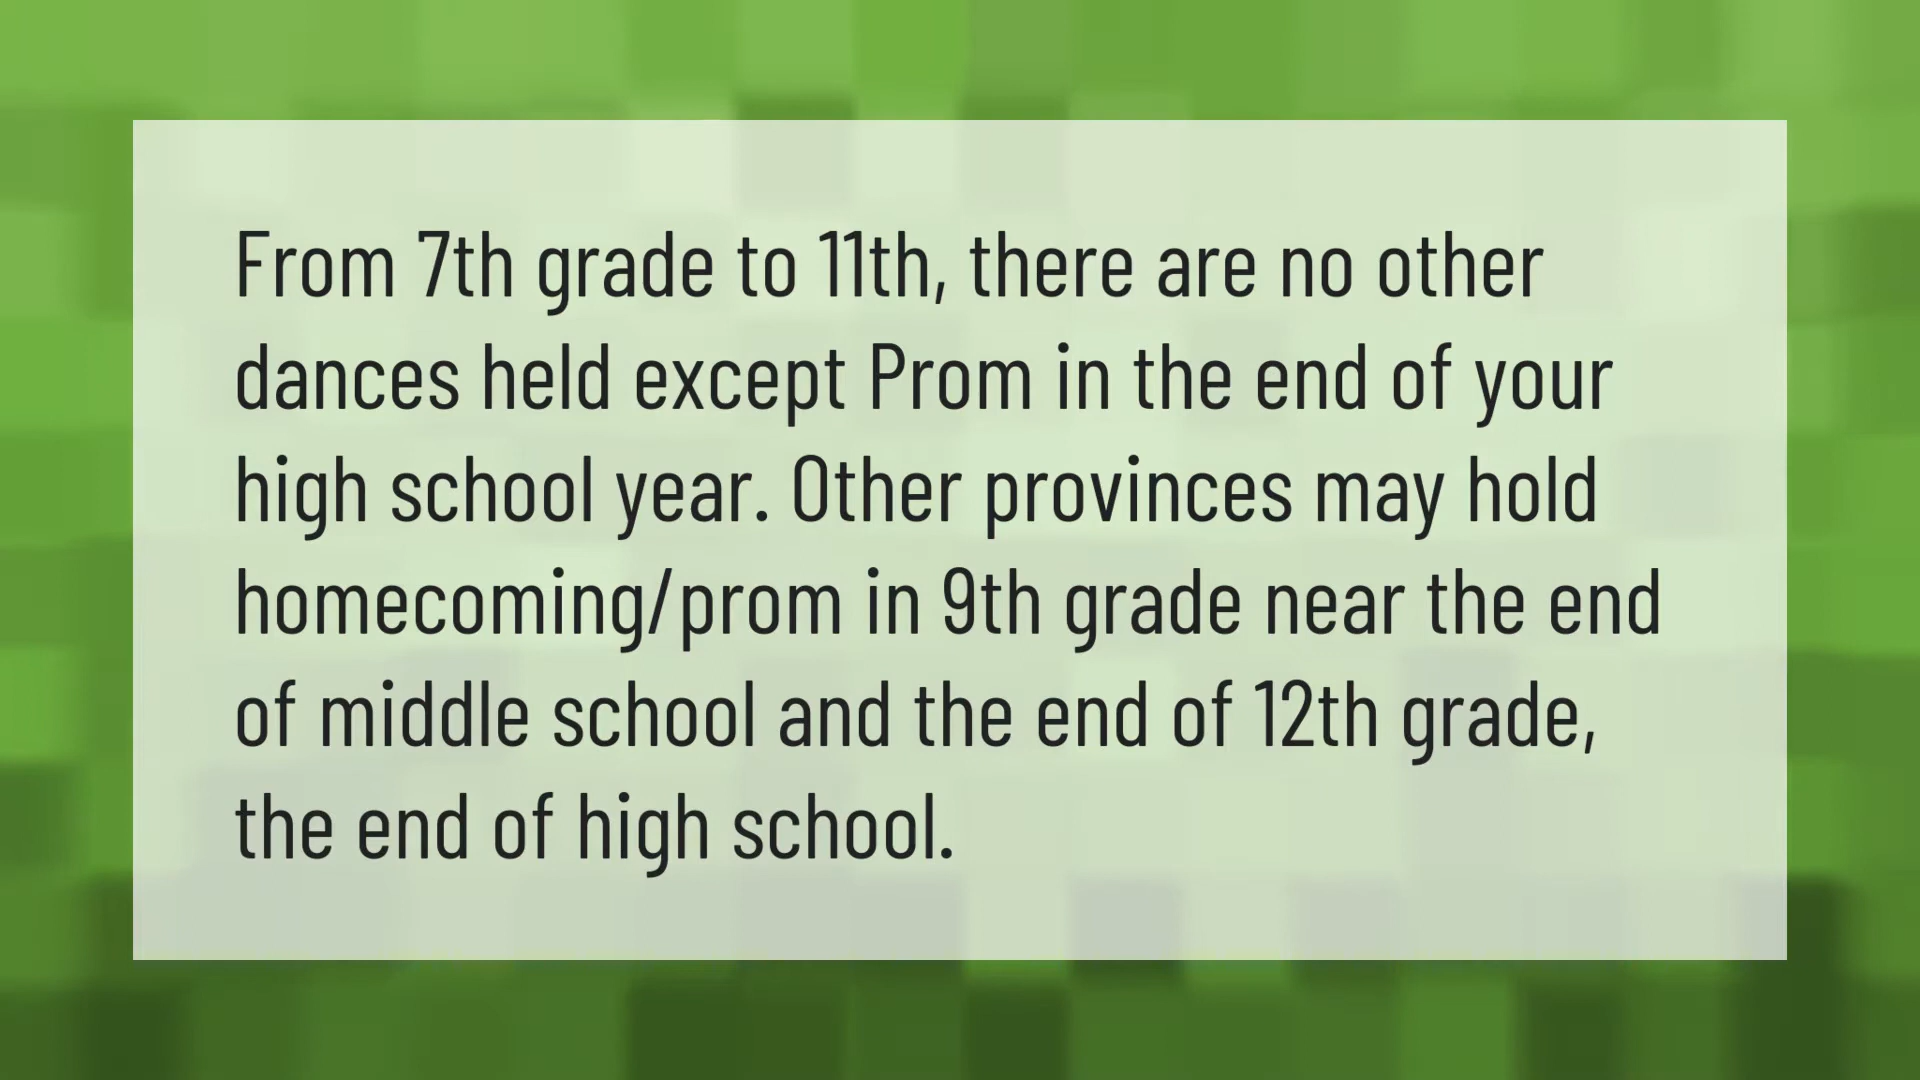 From 7th grade to 11th, there are no other
dances held except Prom in the end of your
high school year. Other provinces may hold
homecoming/prom in 9th grade near the end
of middle school and the end of 12th grade,
the end of high school.